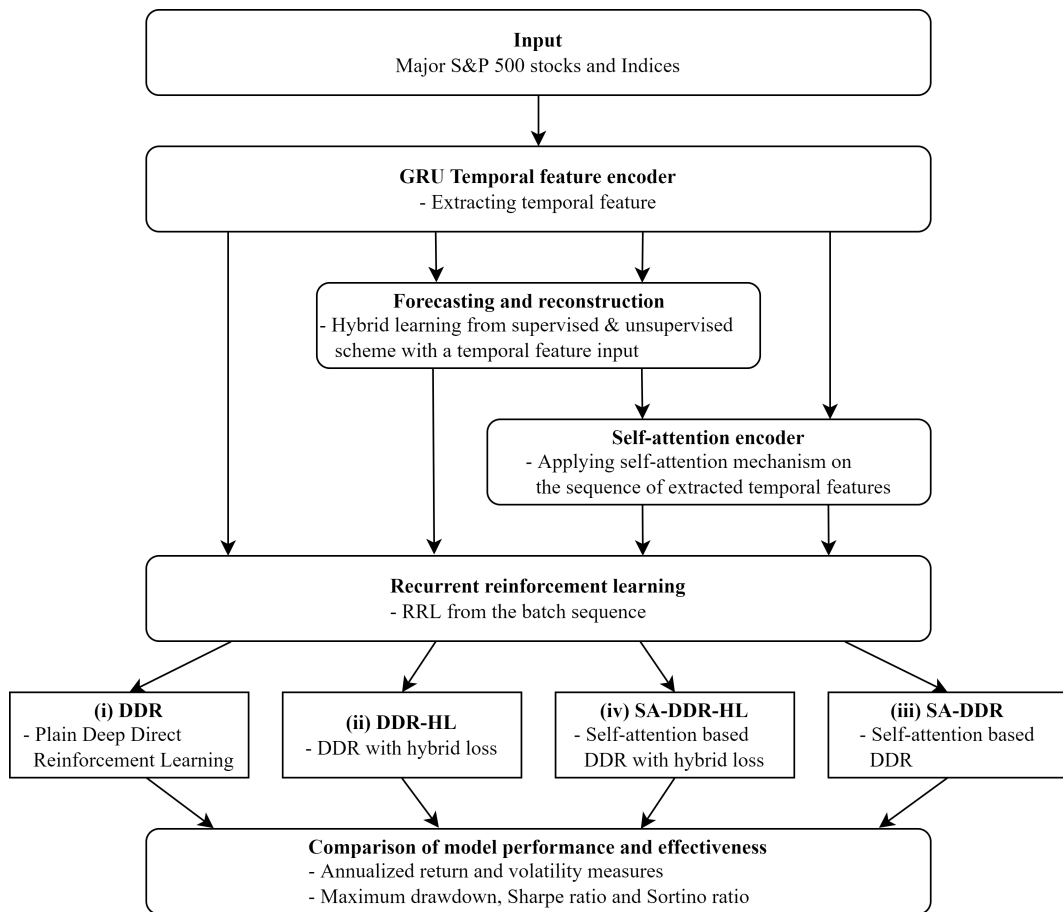 Input
Major S&P 500 stocks and Indices
GRU Temporal feature encoder
- Extracting temporal feature
Forecasting and reconstruction
- Hybrid learning from supervised & unsupervised
scheme with a temporal feature input
Self-attention encoder
- Applying self-attention mechanism on
the sequence of extracted temporal features
Recurrent reinforcement learning
- RRL from the batch sequence
(i) DDR
- Plain Deep Direct
Reinforcement Learning
(ii) DDR-HL
- DDR with hybrid loss
(iv) SA-DDR-HL
- Self-attention based
DDR with hybrid loss
(iii) SA-DDR
- Self-attention based
DDR
Comparison of model performance and effectiveness
- Annualized return and volatility measures
- Maximum drawdown, Sharpe ratio and Sortino ratio